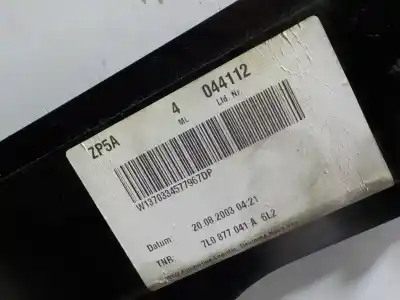 ZP5A 4 044112
ML Lfd. Nr.
W1370334577967DP
Datum: 20.08.2003 04:21
TNR: 7L0 877 041 A 6L2